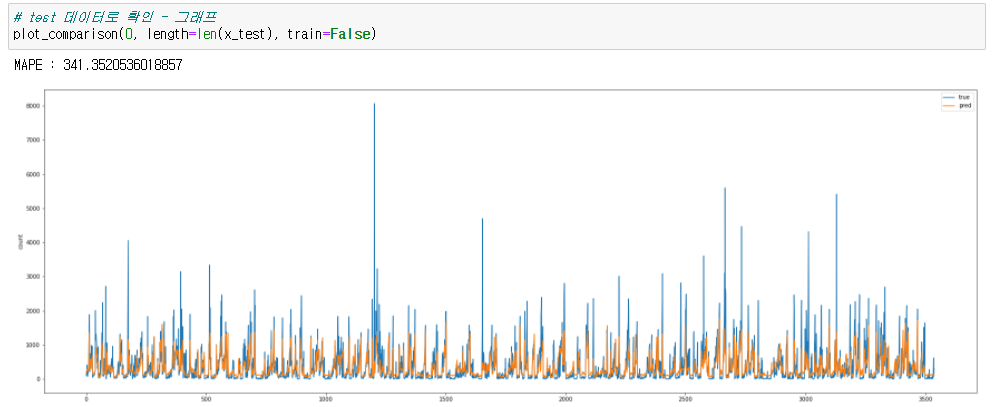 # test 데이터로 확인 - 그래프
plot_comparison(0, length=len(x_test), train=False)
MAPE : 341.3520536018857
true
pred
8000
7000
6000
5000
4000
3000
2000
1000
0
count
0 500 1000 1500 2000 2500 3000 3500